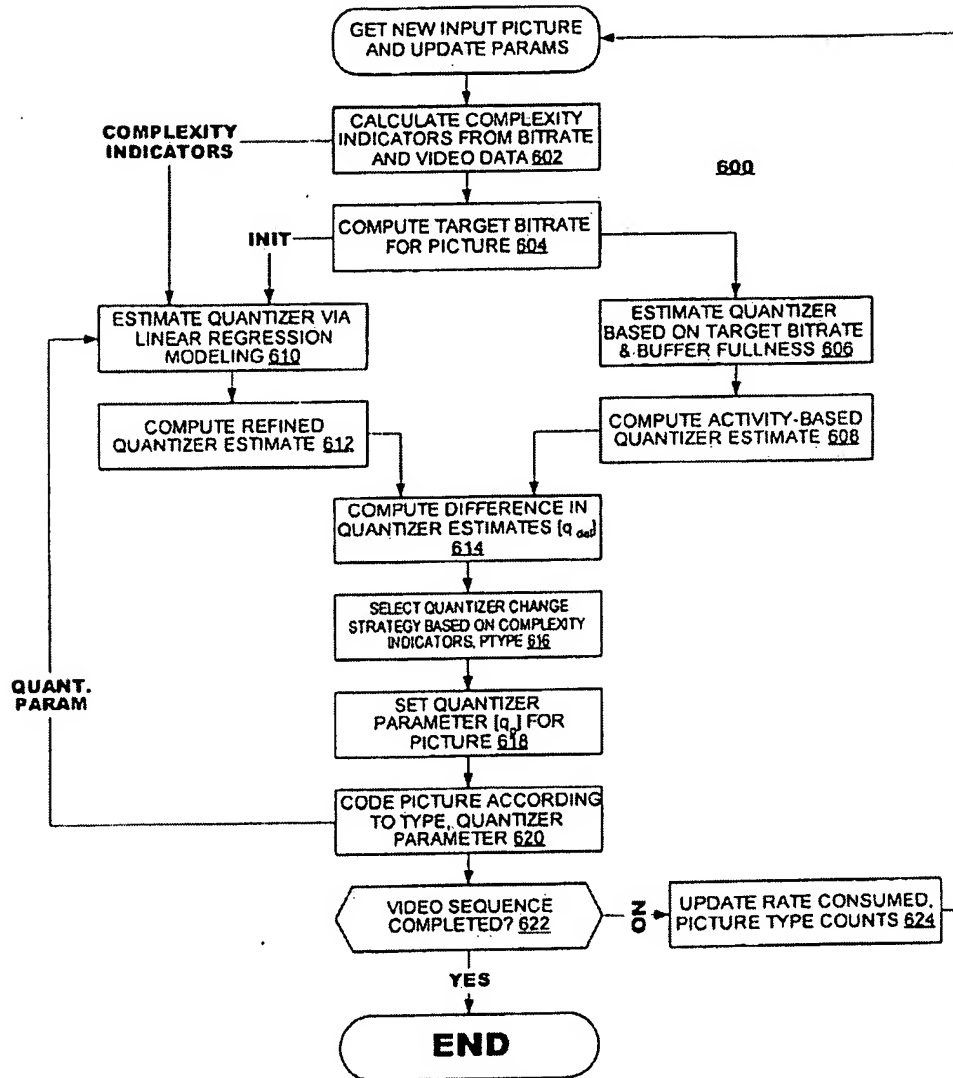 GET NEW INPUT PICTURE
AND UPDATE PARAMS
COMPLEXITY
INDICATORS
CALCULATE COMPLEXITY
INDICATORS FROM BITRATE
AND VIDEO DATA 602
600
INIT
COMPUTE TARGET BITRATE
FOR PICTURE 604
ESTIMATE QUANTIZER VIA
LINEAR REGRESSION
MODELING 610
ESTIMATE QUANTIZER
BASED ON TARGET BITRATE
& BUFFER FULLNESS 606
COMPUTE REFINED
QUANTIZER ESTIMATE 612
COMPUTE ACTIVITY-BASED
QUANTIZER ESTIMATE 608
COMPUTE DIFFERENCE IN
QUANTIZER ESTIMATES [q del]
614
SELECT QUANTIZER CHANGE
STRATEGY BASED ON COMPLEXITY
INDICATORS, PTYPE 616
QUANT.
PARAM
SET QUANTIZER
PARAMETER [qp] FOR
PICTURE 618
CODE PICTURE ACCORDING
TO TYPE, QUANTIZER
PARAMETER 620
VIDEO SEQUENCE
COMPLETED? 622
NO
UPDATE RATE CONSUMED,
PICTURE TYPE COUNTS 624
YES
END